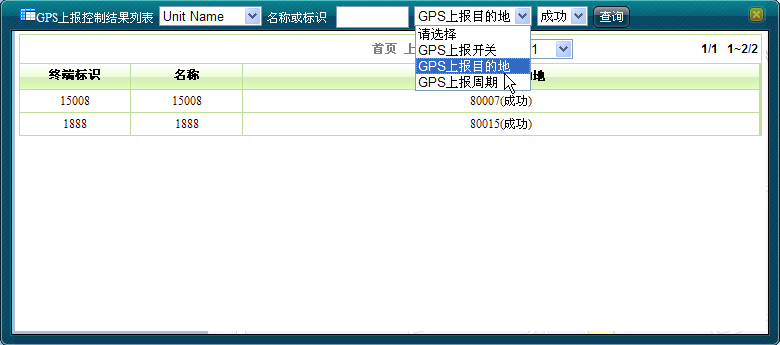 GPS上报控制结果列表 Unit Name 名称或标识 GPS上报目的地 成功 查询
请选择
GPS上报开关
GPS上报目的地
GPS上报周期
首页 上 1 1/1 1~2/2
终端标识 名称 地
15008 15008 80007(成功)
1888 1888 80015(成功)